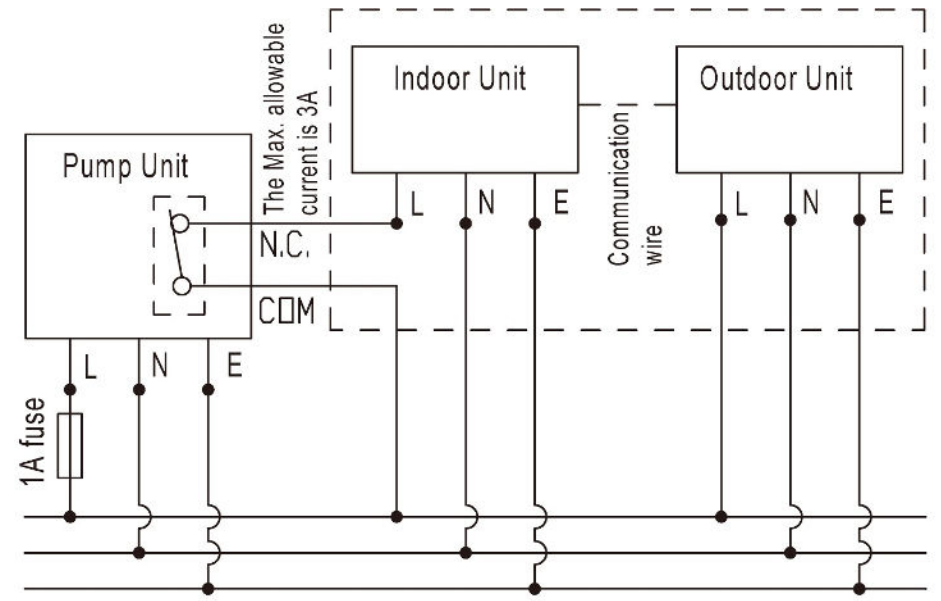 Pump Unit
The Max. allowable
current is 3A
Indoor Unit
Outdoor Unit
Communication
wire
N.C.
COM
L
N
E
L
N
E
L
N
E
1A fuse